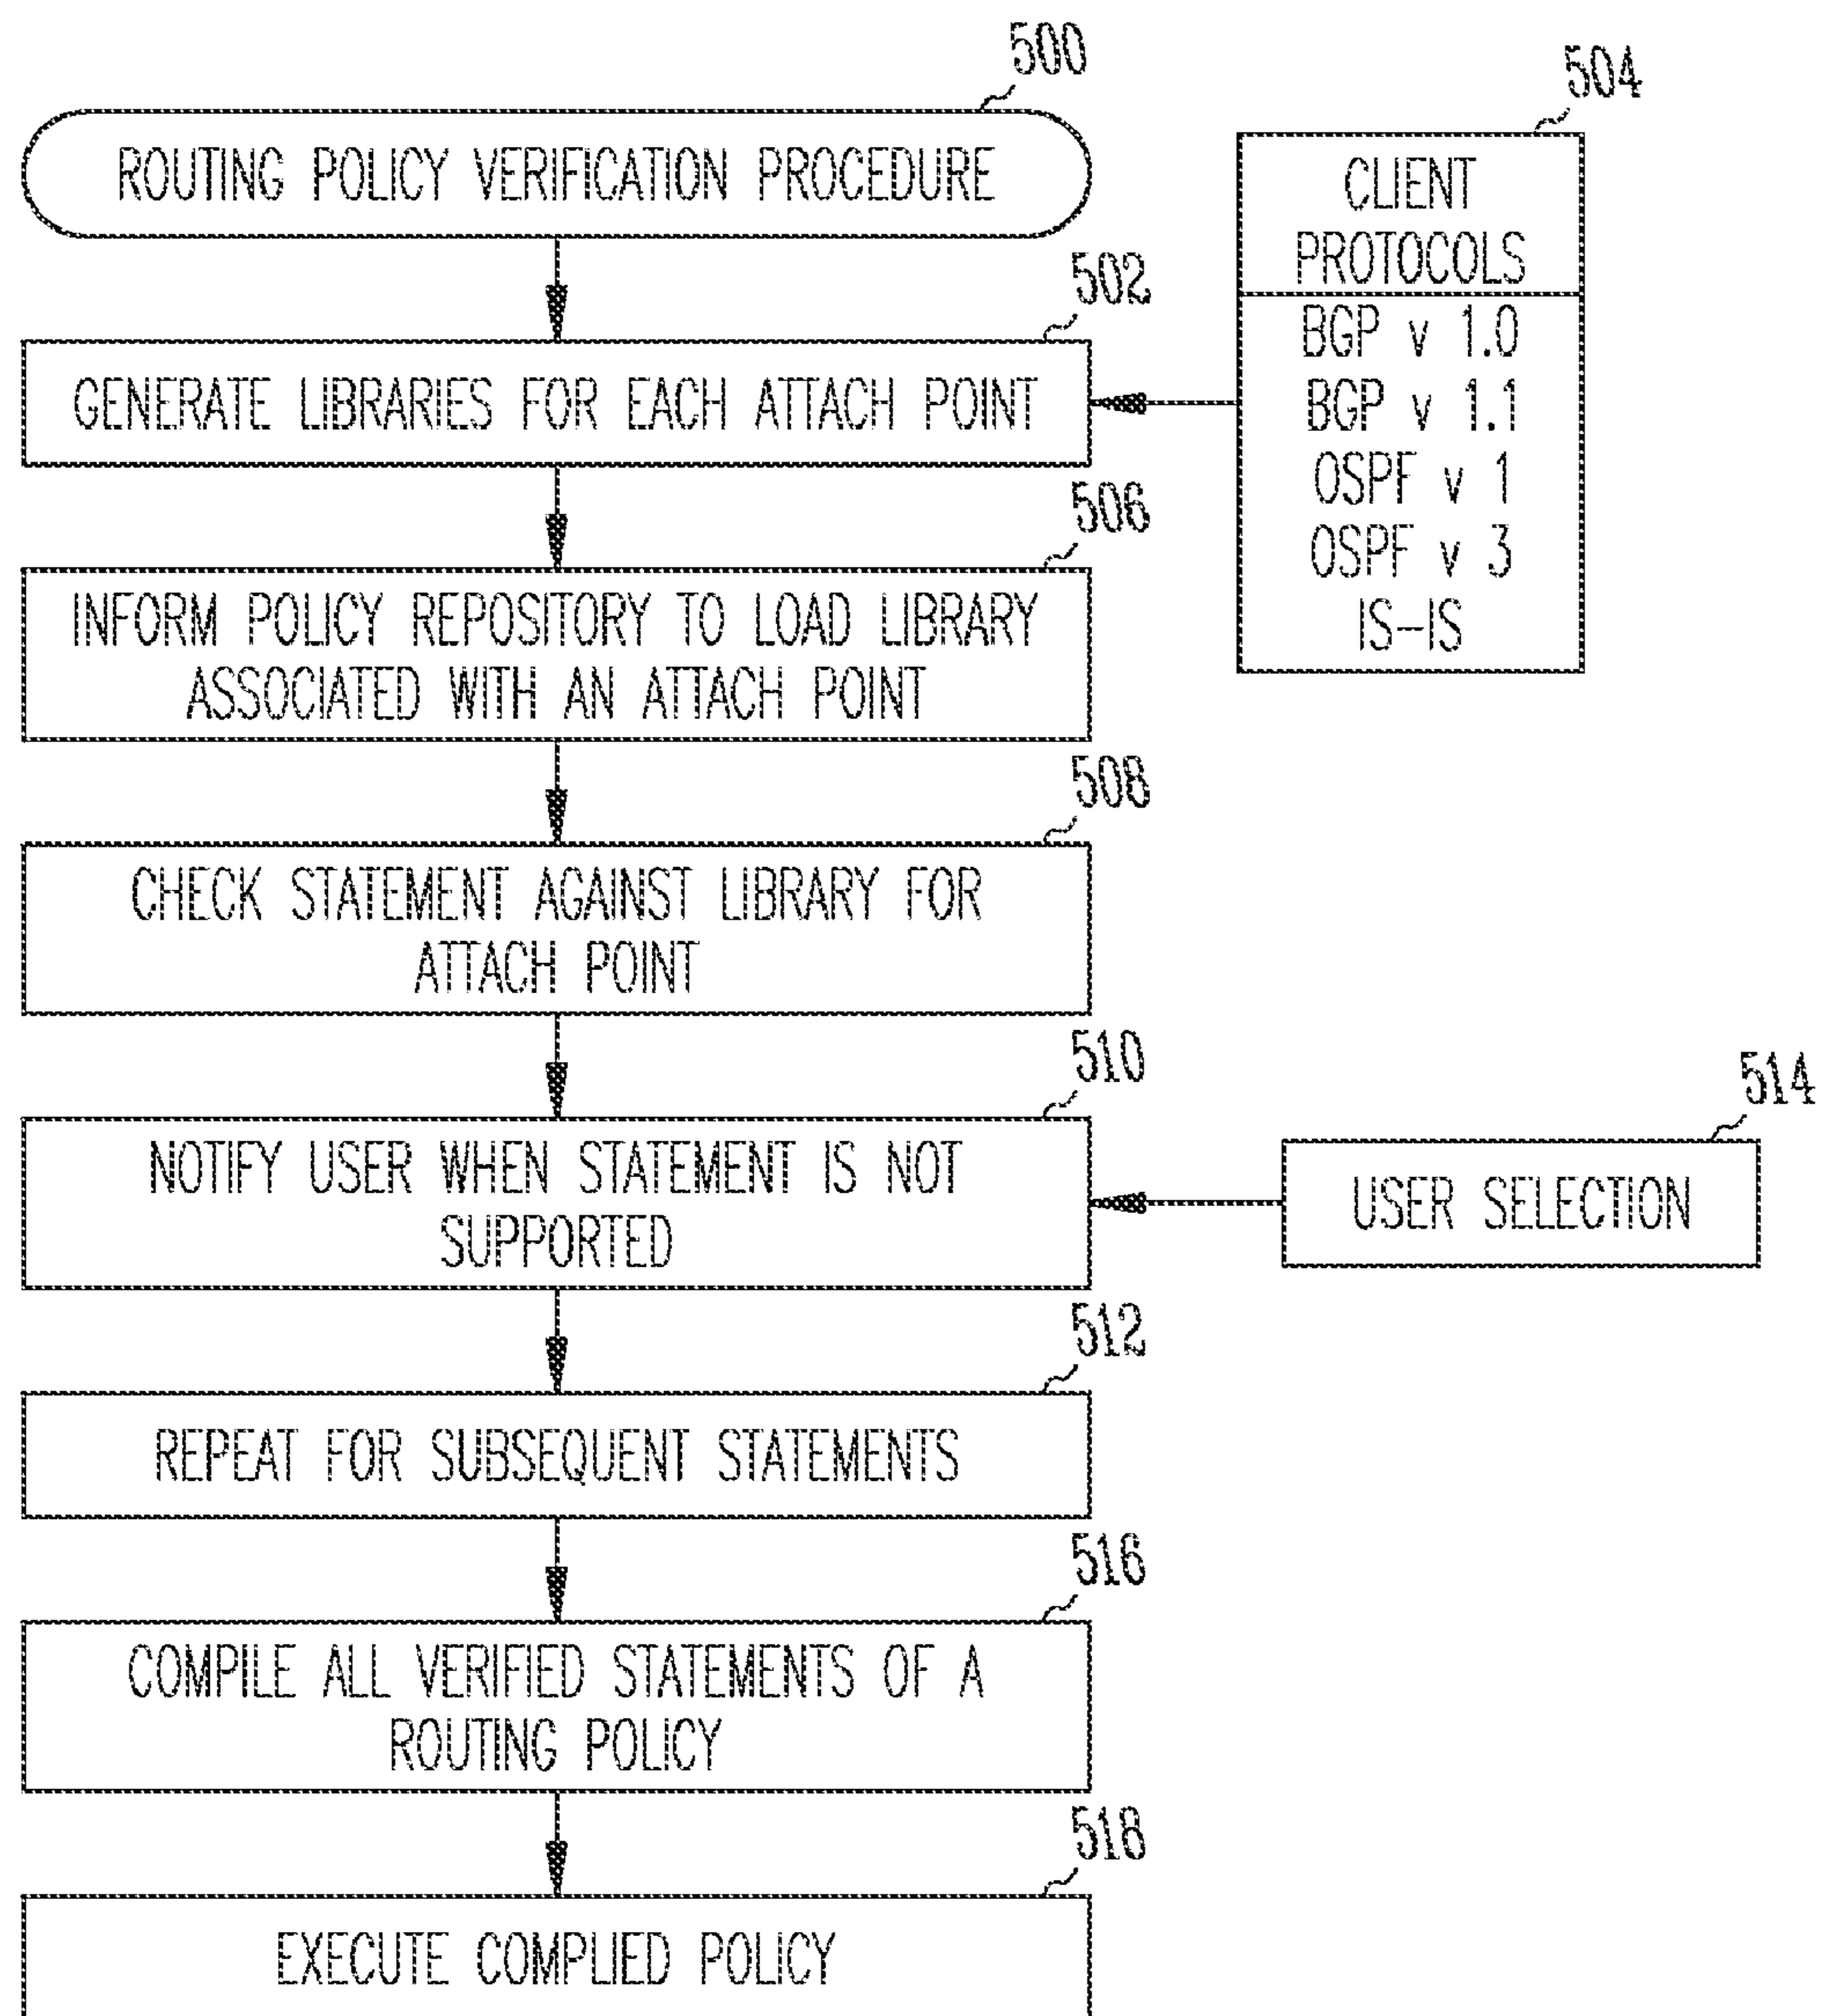 500
ROUTING POLICY VERIFICATION PROCEDURE
504
CLIENT
PROTOCOLS
BGP v 1.0
BGP v 1.1
OSPF v 1
OSPF v 3
IS-IS
502
GENERATE LIBRARIES FOR EACH ATTACH POINT
506
INFORM POLICY REPOSITORY TO LOAD LIBRARY
ASSOCIATED WITH AN ATTACH POINT
508
CHECK STATEMENT AGAINST LIBRARY FOR
ATTACH POINT
510
NOTIFY USER WHEN STATEMENT IS NOT
SUPPORTED
514
USER SELECTION
512
REPEAT FOR SUBSEQUENT STATEMENTS
516
COMPILE ALL VERIFIED STATEMENTS OF A
ROUTING POLICY
518
EXECUTE COMPLIED POLICY